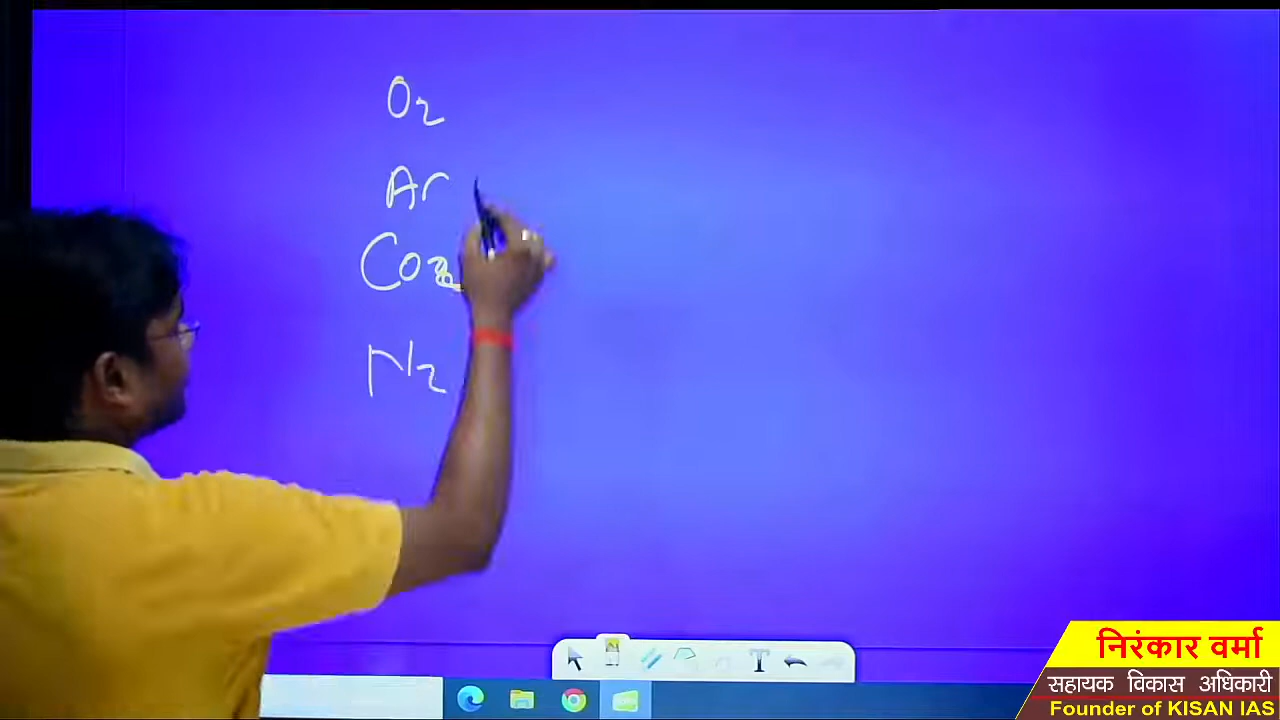 O2
Ar
Co2
N2
निरंकार वर्मा
सहायक विकास अधिकारी
Founder of KISAN IAS